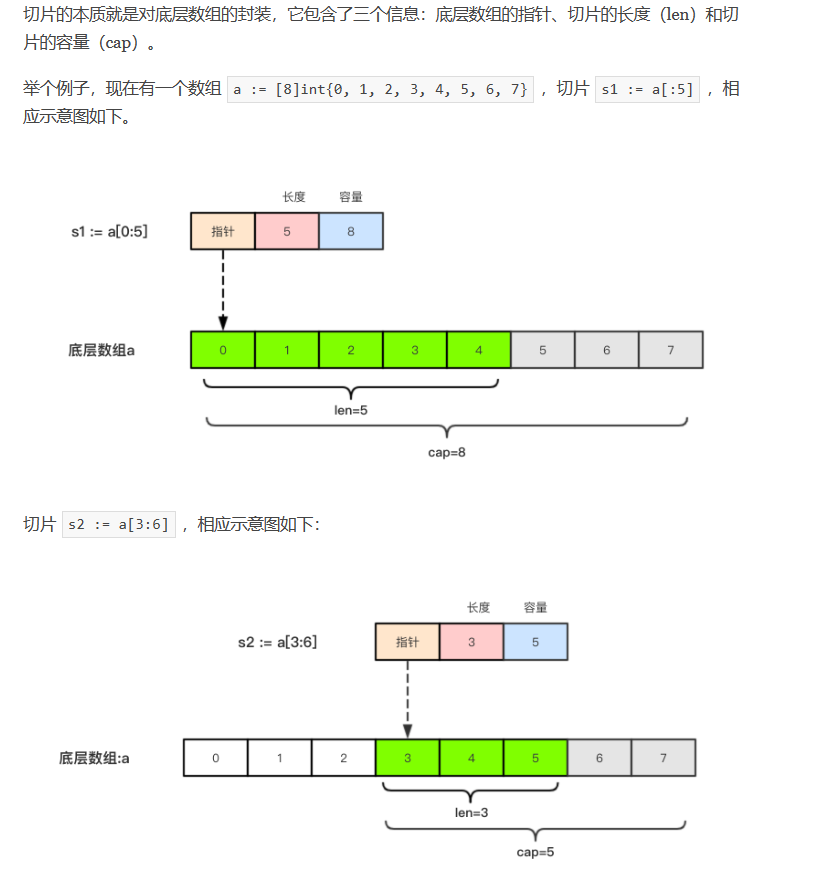 切片的本质就是对底层数组的封装，它包含了三个信息：底层数组的指针、切片的长度（len）和切
片的容量（cap）。
举个例子，现在有一个数组 a := [8]int{0, 1, 2, 3, 4, 5, 6, 7} ，切片 s1 := a[:5] ，相
应示意图如下。
长度 容量
s1 := a[0:5] 指针 5 8
底层数组a 0 1 2 3 4 5 6 7
len=5
cap=8
切片 s2 := a[3:6] ，相应示意图如下：
长度 容量
s2 := a[3:6] 指针 3 5
底层数组:a 0 1 2 3 4 5 6 7
len=3
cap=5